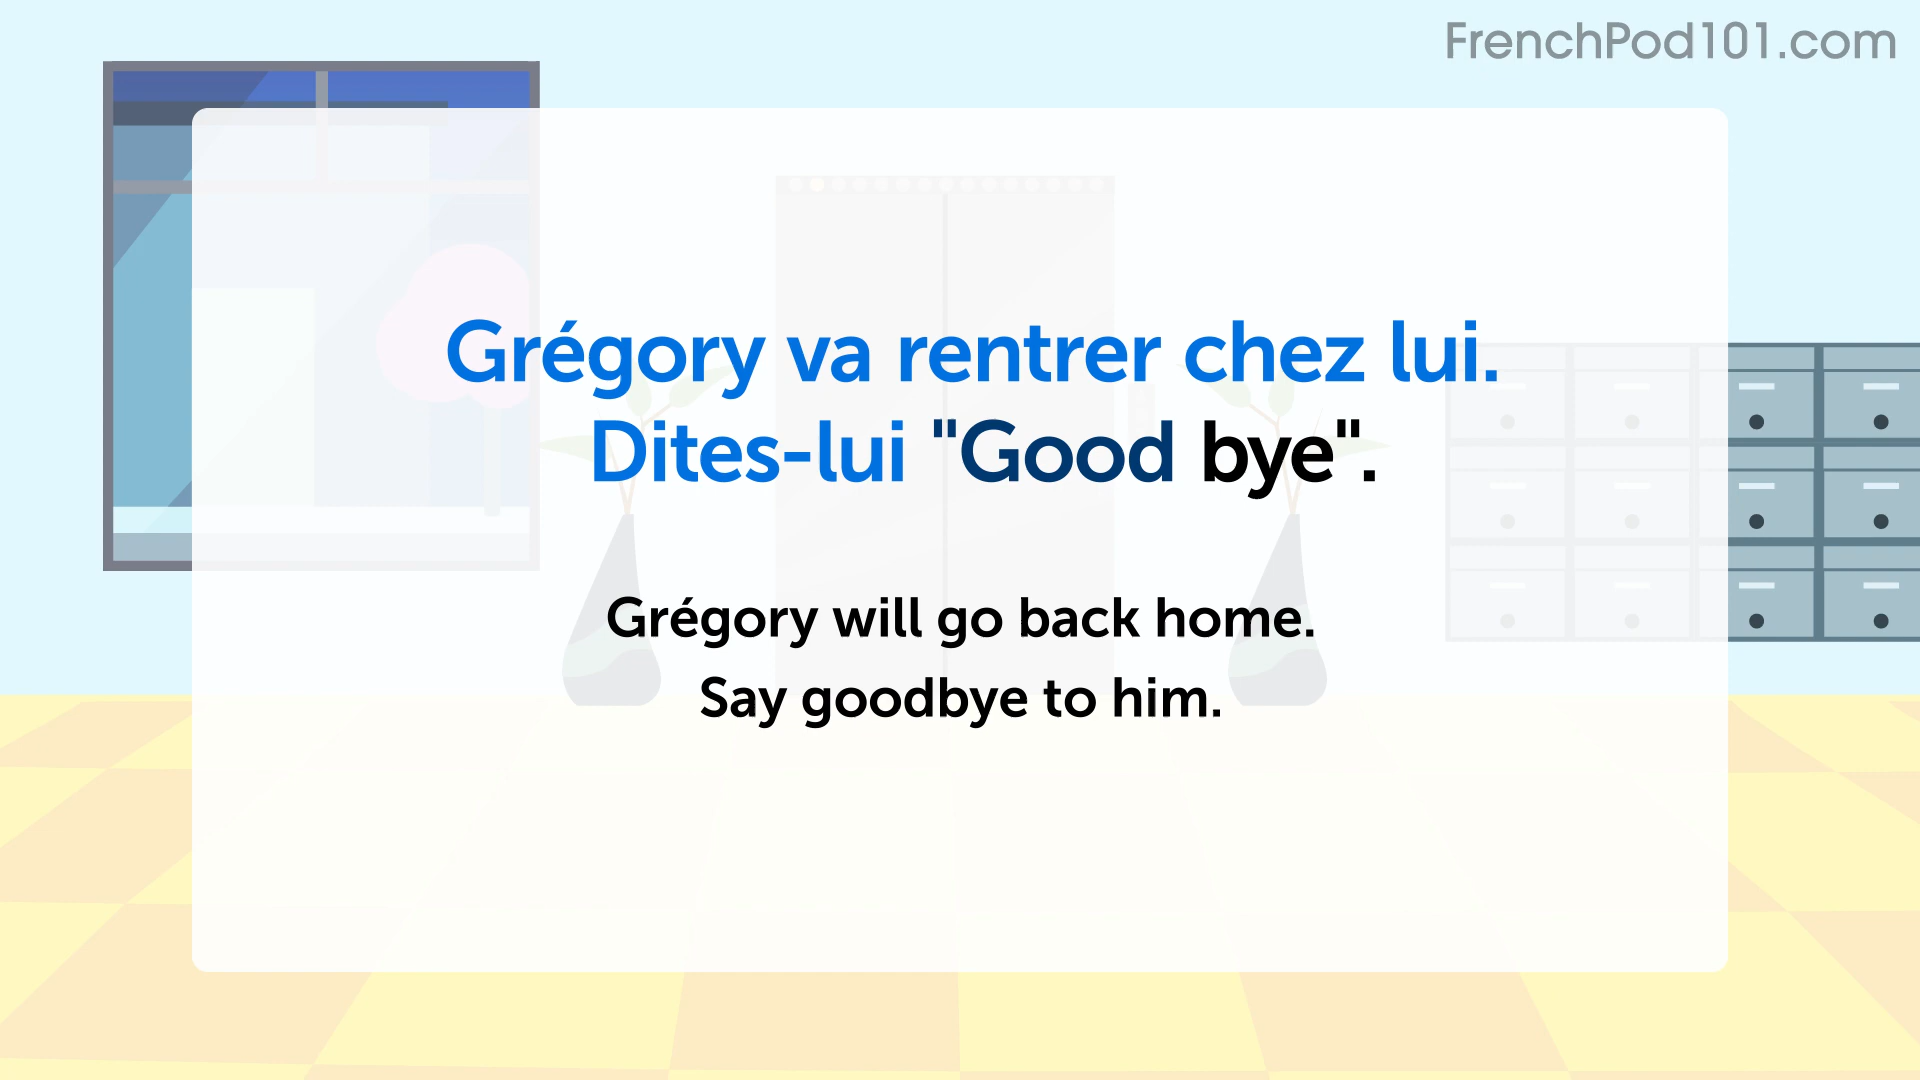 FrenchPod101.com
Grégory va rentrer chez lui.
Dites-lui "Good bye".
Grégory will go back home.
Say goodbye to him.